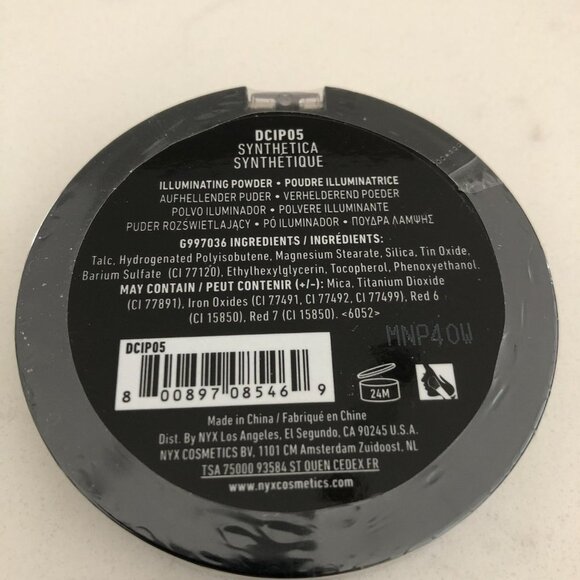 DCIP05
SYNTHETICA
SYNTHÉTIQUE
ILLUMINATING POWDER • POUDRE ILLUMINATRICE
AUFHELLENDER PUDER • VERHELDEREND POEDER
POLVO ILUMINADOR • POLVERE ILLUMINANTE
PUDER ROZŚWIETLAJĄCY • PÓ ILUMINADOR • ΠΟΥΔΡΑ ΛΑΜΨΗΣ
G997036 INGREDIENTS / INGRÉDIENTS:
Talc, Hydrogenated Polyisobutene, Magnesium Stearate, Silica, Tin Oxide,
Barium Sulfate (CI 77120), Ethylhexylglycerin, Tocopherol, Phenoxyethanol.
MAY CONTAIN / PEUT CONTENIR (+/-): Mica, Titanium Dioxide
(CI 77891), Iron Oxides (CI 77491, CI 77492, CI 77499), Red 6
(CI 15850), Red 7 (CI 15850). <6052>
MNP40W
DCIP05
8 00897 08546 9
24M
Made in China / Fabriqué en Chine
Dist. By NYX Los Angeles, El Segundo, CA 90245 U.S.A.
NYX COSMETICS BV, 1101 CM Amsterdam Zuidoost, NL
TSA 75000 93584 ST OUEN CEDEX FR
www.nyxcosmetics.com